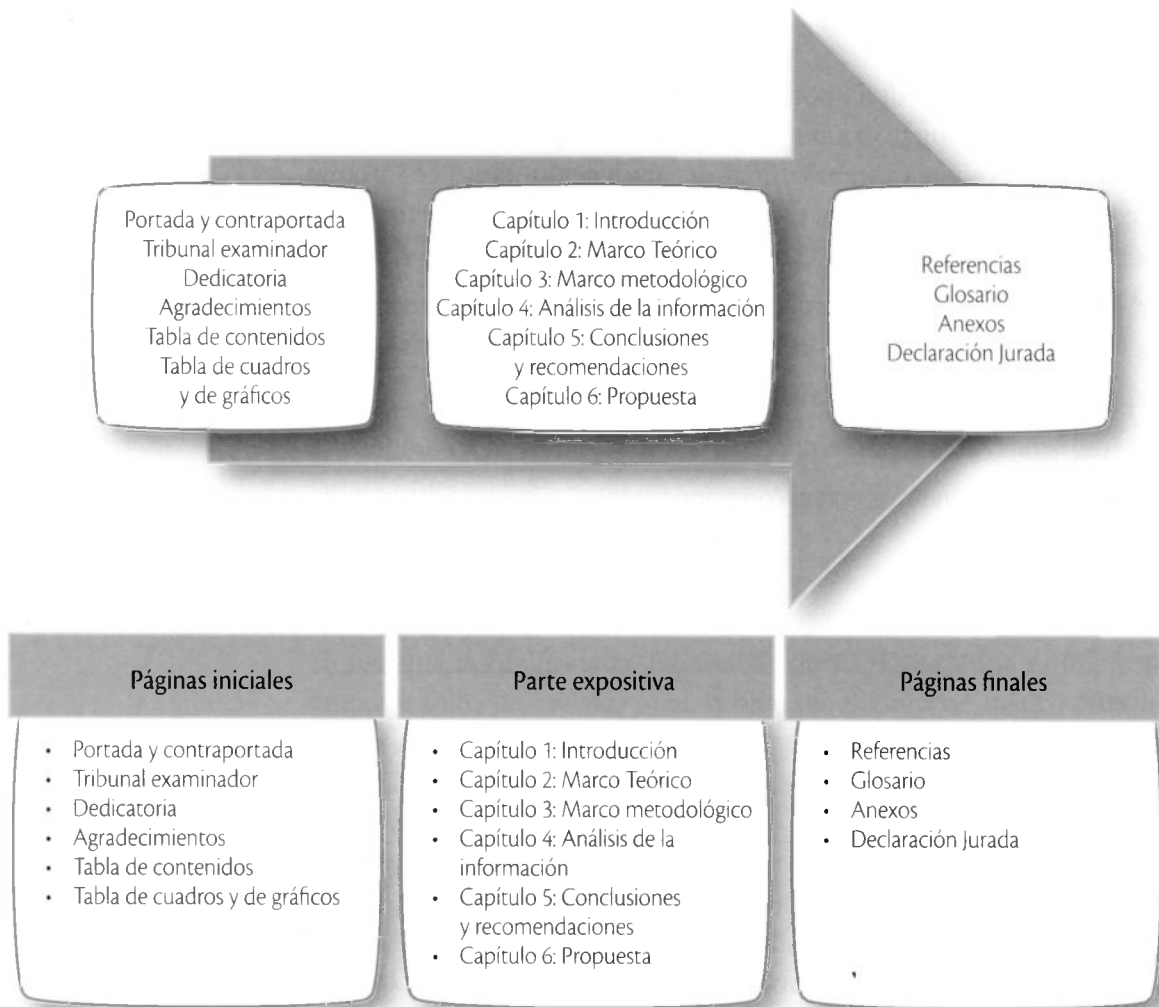 Portada y contraportada
Tribunal examinador
Dedicatoria
Agradecimientos
Tabla de contenidos
Tabla de cuadros
y de gráficos
Capítulo 1: Introducción
Capítulo 2: Marco Teórico
Capítulo 3: Marco metodológico
Capítulo 4: Análisis de la información
Capítulo 5: Conclusiones
y recomendaciones
Capítulo 6: Propuesta
Referencias
Glosario
Anexos
Declaración Jurada
Páginas iniciales
• Portada y contraportada
• Tribunal examinador
• Dedicatoria
• Agradecimientos
• Tabla de contenidos
• Tabla de cuadros y de gráficos
Parte expositiva
• Capítulo 1: Introducción
• Capítulo 2: Marco Teórico
• Capítulo 3: Marco metodológico
• Capítulo 4: Análisis de la
información
• Capítulo 5: Conclusiones
y recomendaciones
• Capítulo 6: Propuesta
Páginas finales
• Referencias
• Glosario
• Anexos
• Declaración Jurada